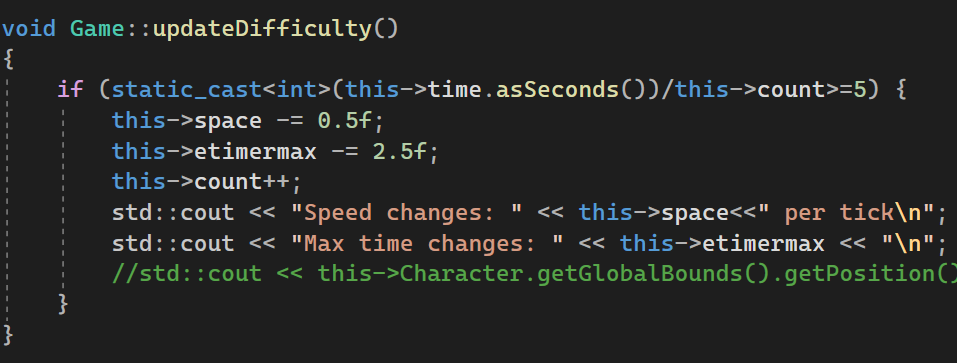 void Game::updateDifficulty()
{
    if (static_cast<int>(this->time.asSeconds())/this->count>=5) {
        this->space -= 0.5f;
        this->etimermax -= 2.5f;
        this->count++;
        std::cout << "Speed changes: " << this->space<<" per tick\n";
        std::cout << "Max time changes: " << this->etimermax << "\n";
        //std::cout << this->Character.getGlobalBounds().getPosition()
    }
}